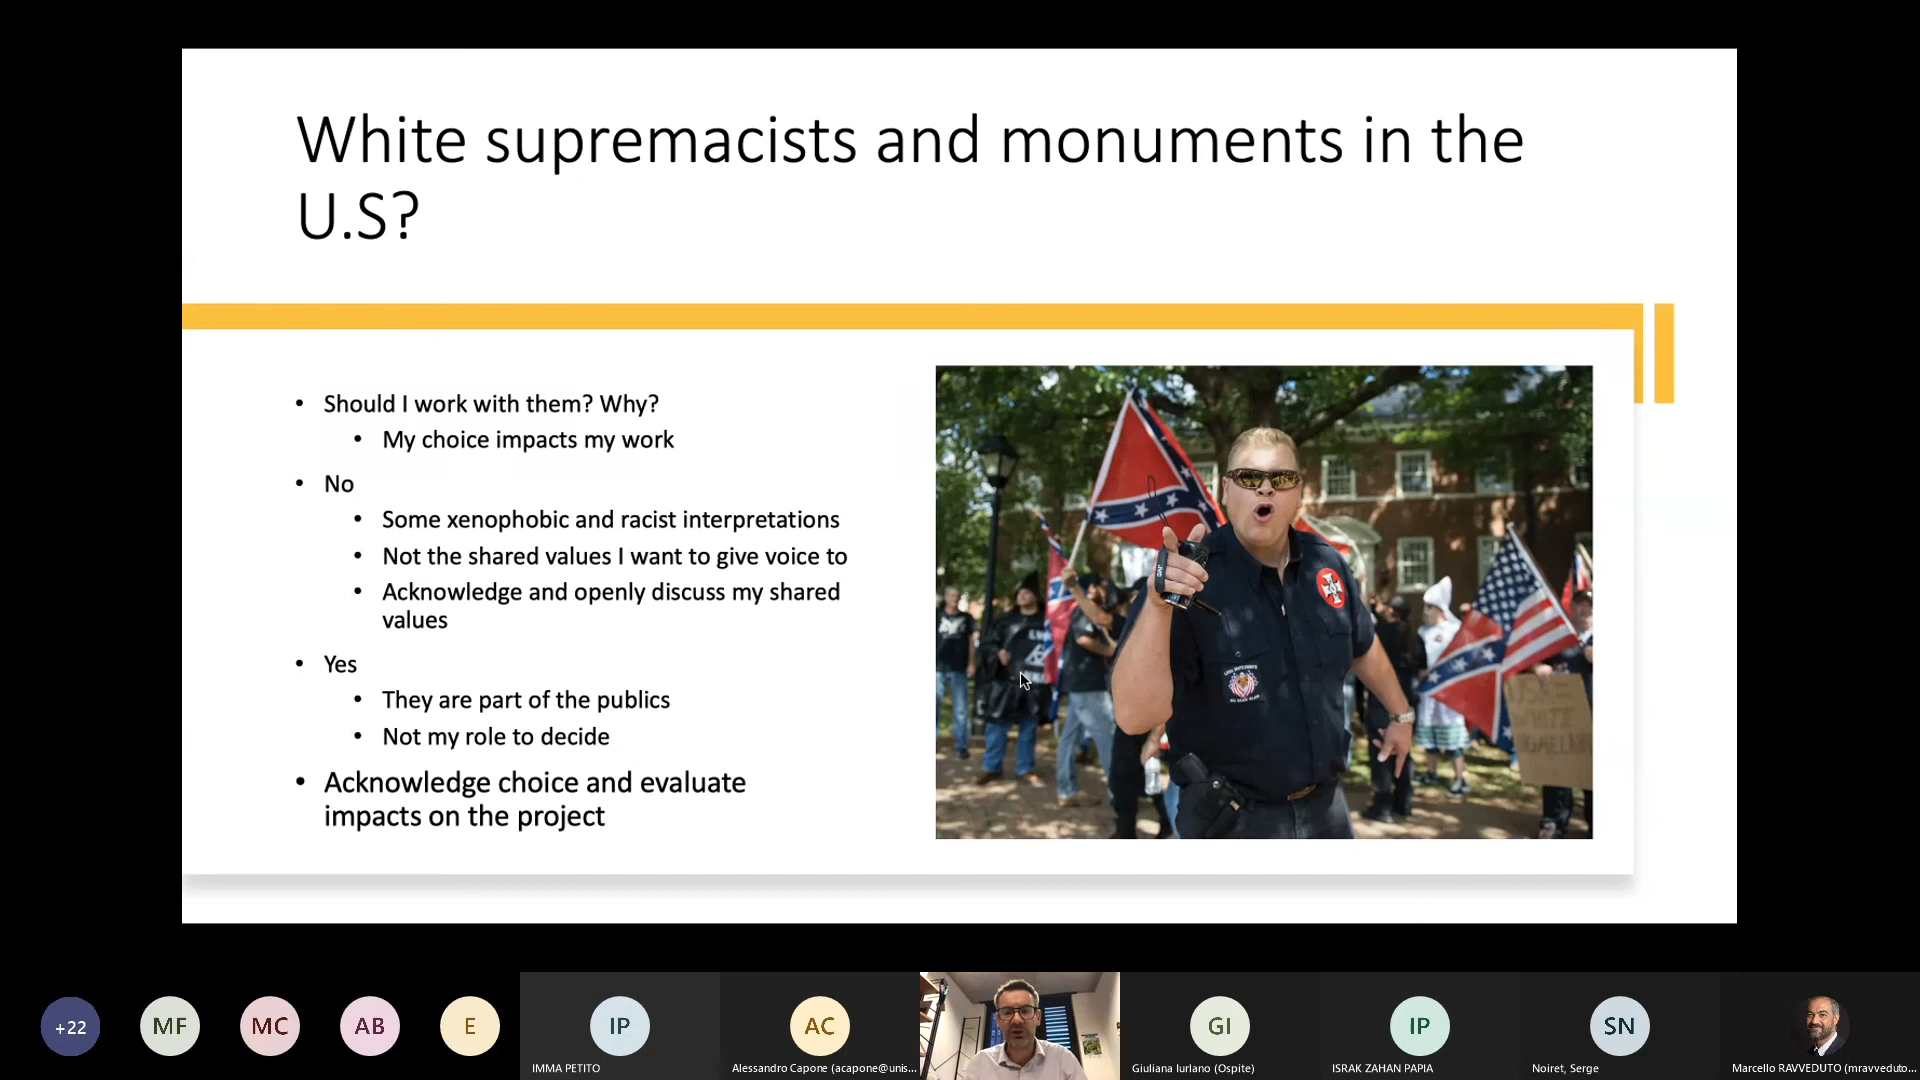 White supremacists and monuments in the
U.S?
• Should I work with them? Why?
• My choice impacts my work
• No
• Some xenophobic and racist interpretations
• Not the shared values I want to give voice to
• Acknowledge and openly discuss my shared
values
• Yes
• They are part of the publics
• Not my role to decide
• Acknowledge choice and evaluate
impacts on the project
JVC
+22
MF
MC
AB
E
IP
IMMA PETITO
AC
Alessandro Capone (acapone@unis...
GI
Giuliana Iurlano (Ospite)
IP
ISRAK ZAHAN PAPIA
SN
Noiret, Serge
Marcello RAVVEDUTO (mravveduto...